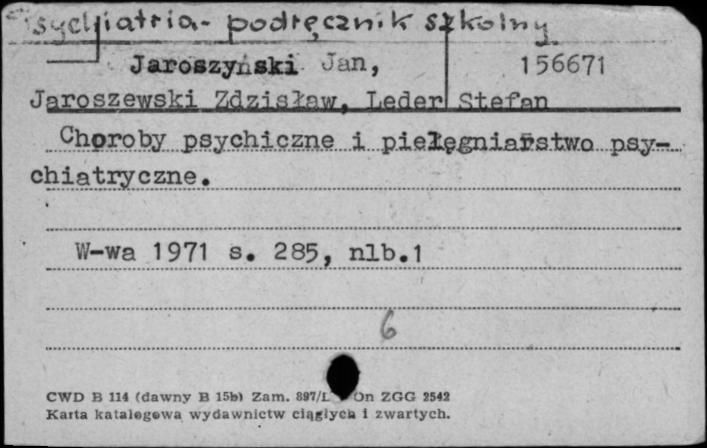 Psychiatria - podręcznik szkolny
Jaroszyński Jan, 156671
Jaroszewski Zdzisław, Leder Stefan
Choroby psychiczne i pielęgniarstwo psy-
chiatryczne.
W-wa 1971 s. 285, nlb.1
6
CWD B 114 (dawny B 15b) Zam. 897/L On ZGG 2542
Karta katalogowa wydawnictw ciągłych i zwartych.